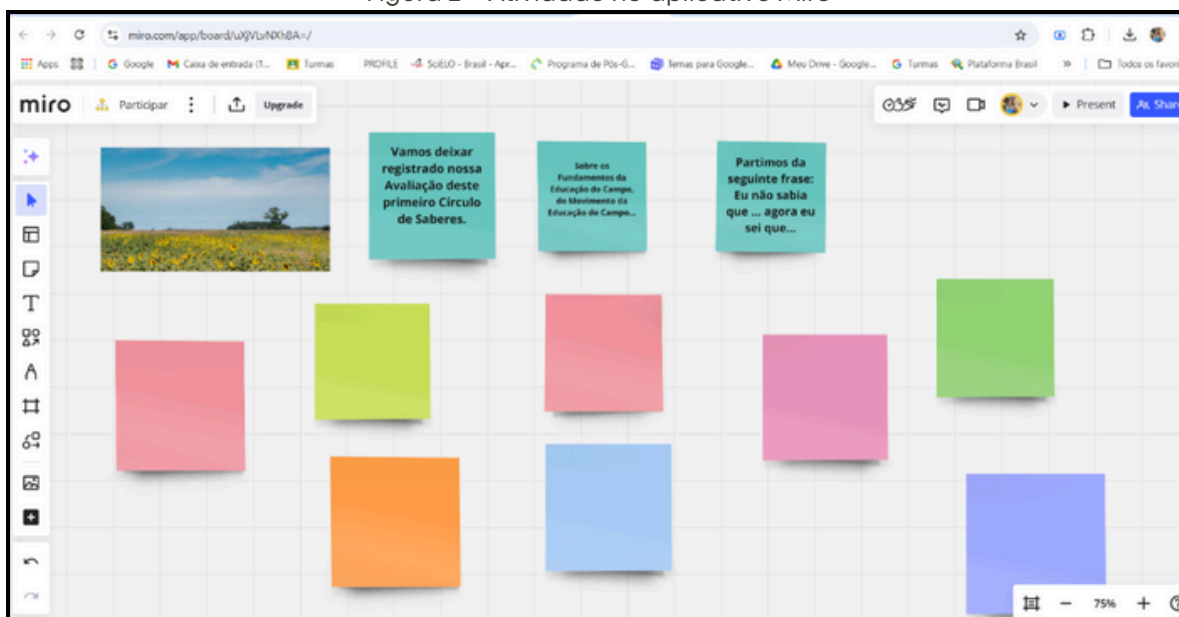 miro.com/app/board/uXjVLvNXhBA=/
Apps
Google
Caixa de entrada (1...
Turmas
PROFILE
SciELO - Brasil - Apr...
Programa de Pós-G...
Temas para Google...
Meu Drive - Google...
Turmas
Plataforma Brasil
»
Todos os favori
miro
Participar
Upgrade
Present
Share
Vamos deixar
registrado nossa
Avaliação deste
primeiro Círculo
de Saberes.
Sobre os
Fundamentos da
Educação do Campo,
do Movimento da
Educação do Campo...
Partimos da
seguinte frase:
Eu não sabia
que ... agora eu
sei que...
75%